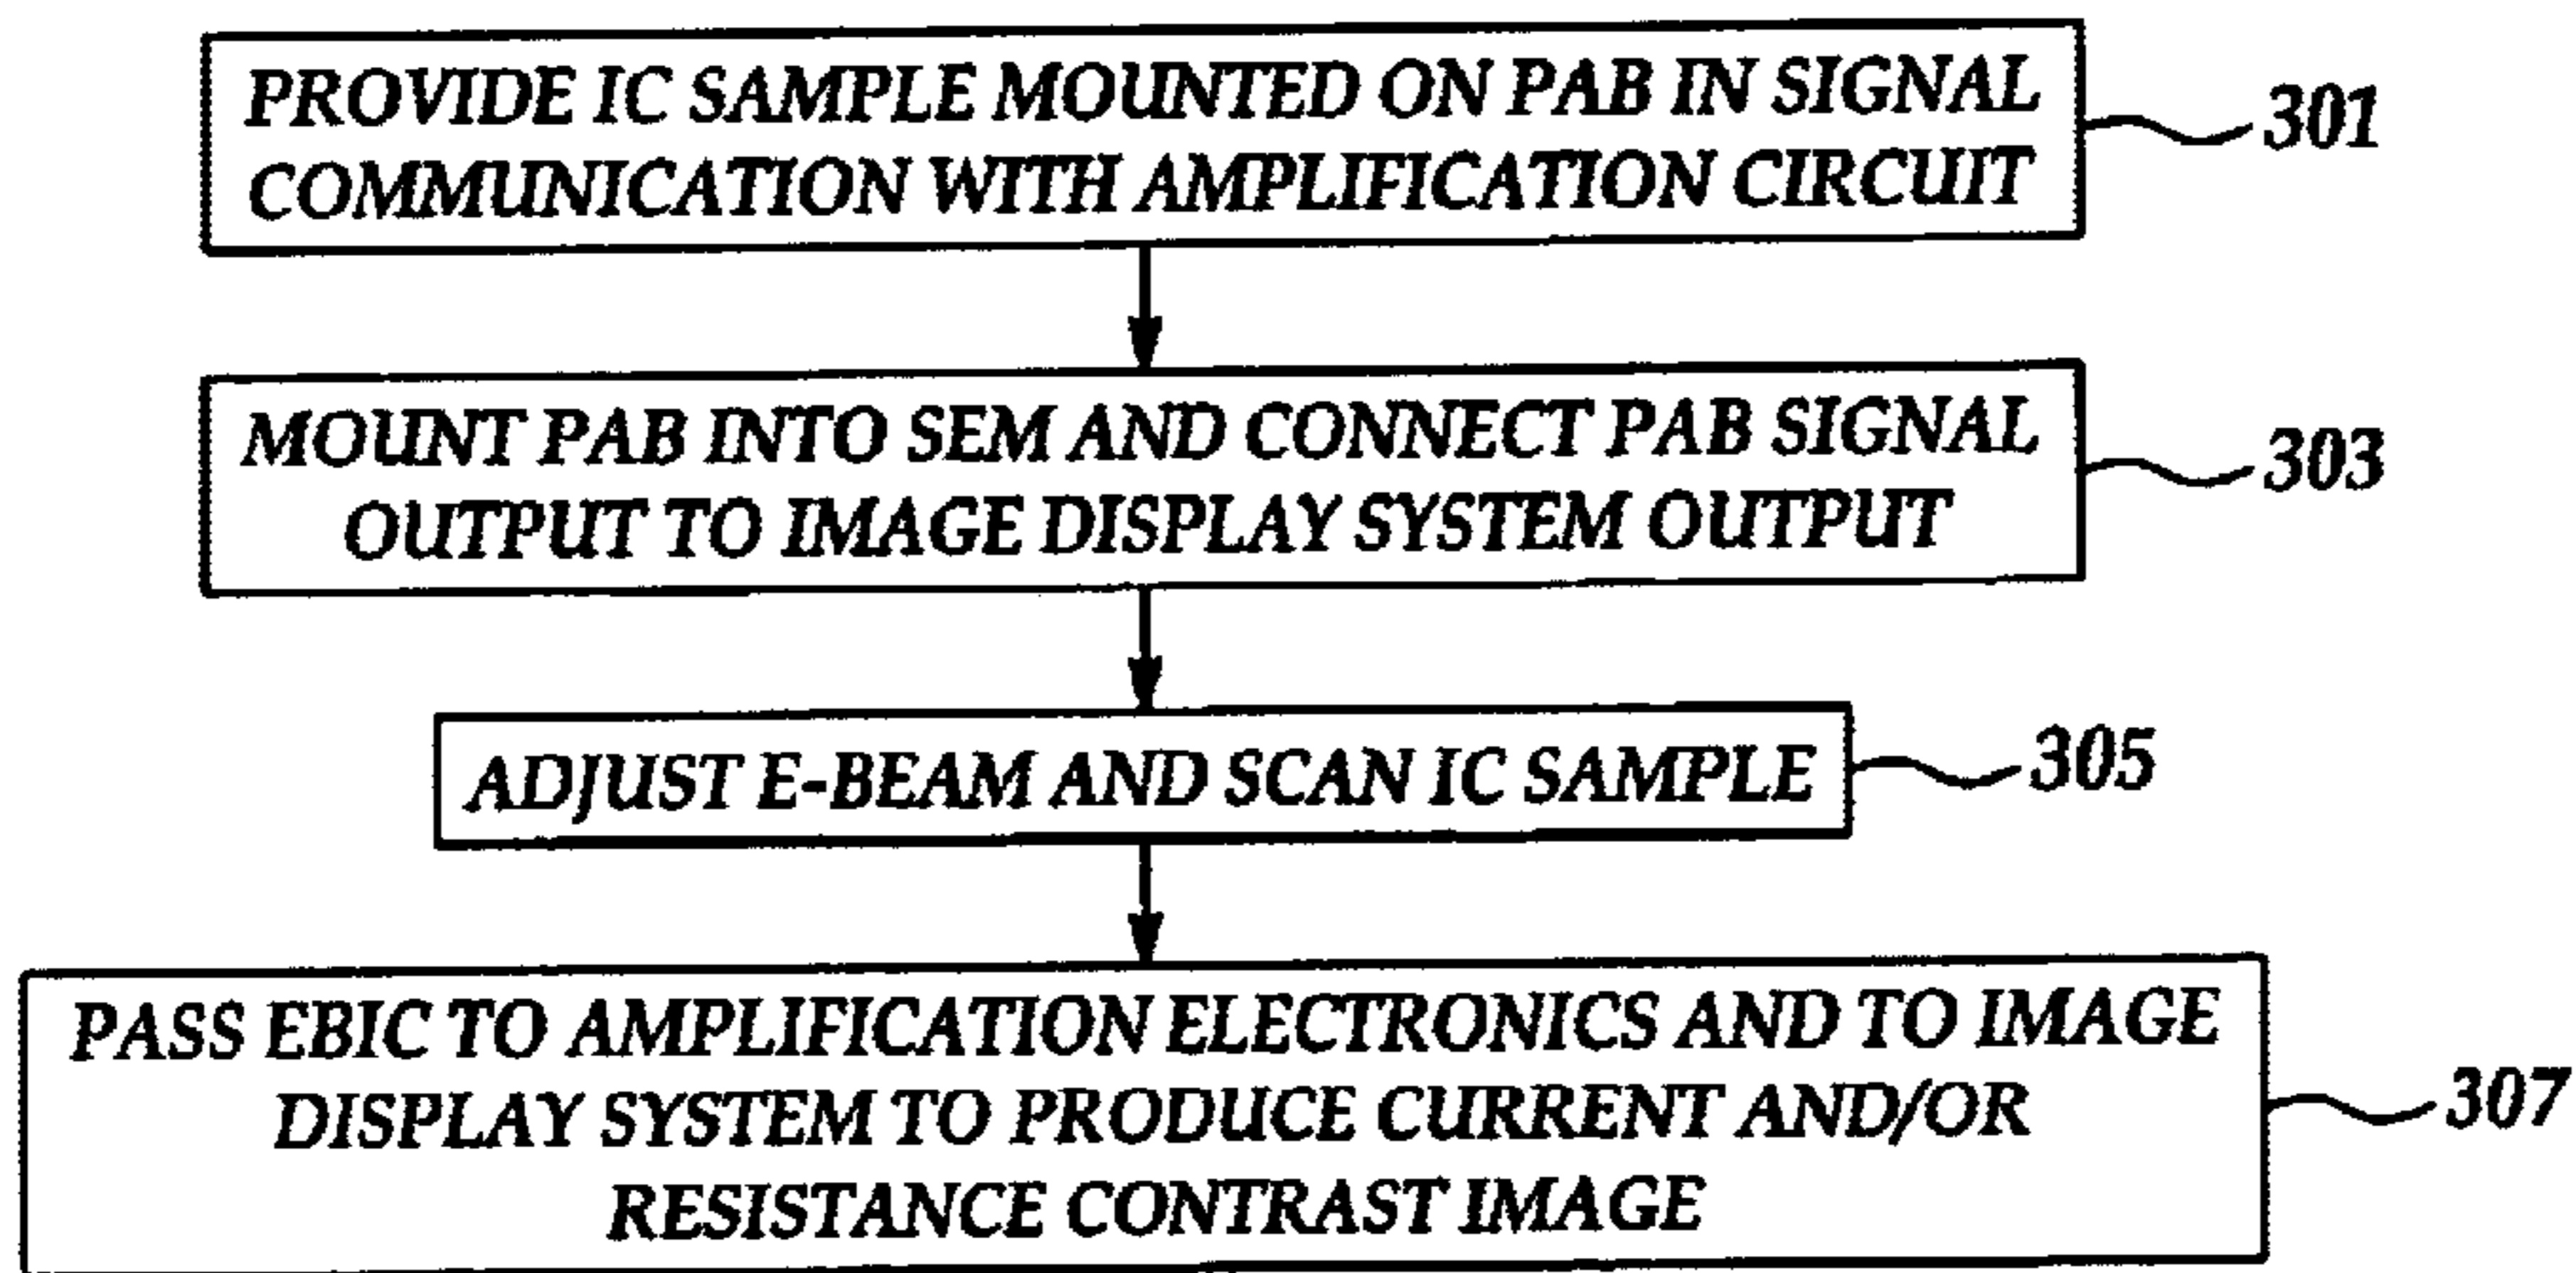 PROVIDE IC SAMPLE MOUNTED ON PAB IN SIGNAL
COMMUNICATION WITH AMPLIFICATION CIRCUIT
301
MOUNT PAB INTO SEM AND CONNECT PAB SIGNAL
OUTPUT TO IMAGE DISPLAY SYSTEM OUTPUT
303
ADJUST E-BEAM AND SCAN IC SAMPLE
305
PASS EBIC TO AMPLIFICATION ELECTRONICS AND TO IMAGE
DISPLAY SYSTEM TO PRODUCE CURRENT AND/OR
RESISTANCE CONTRAST IMAGE
307